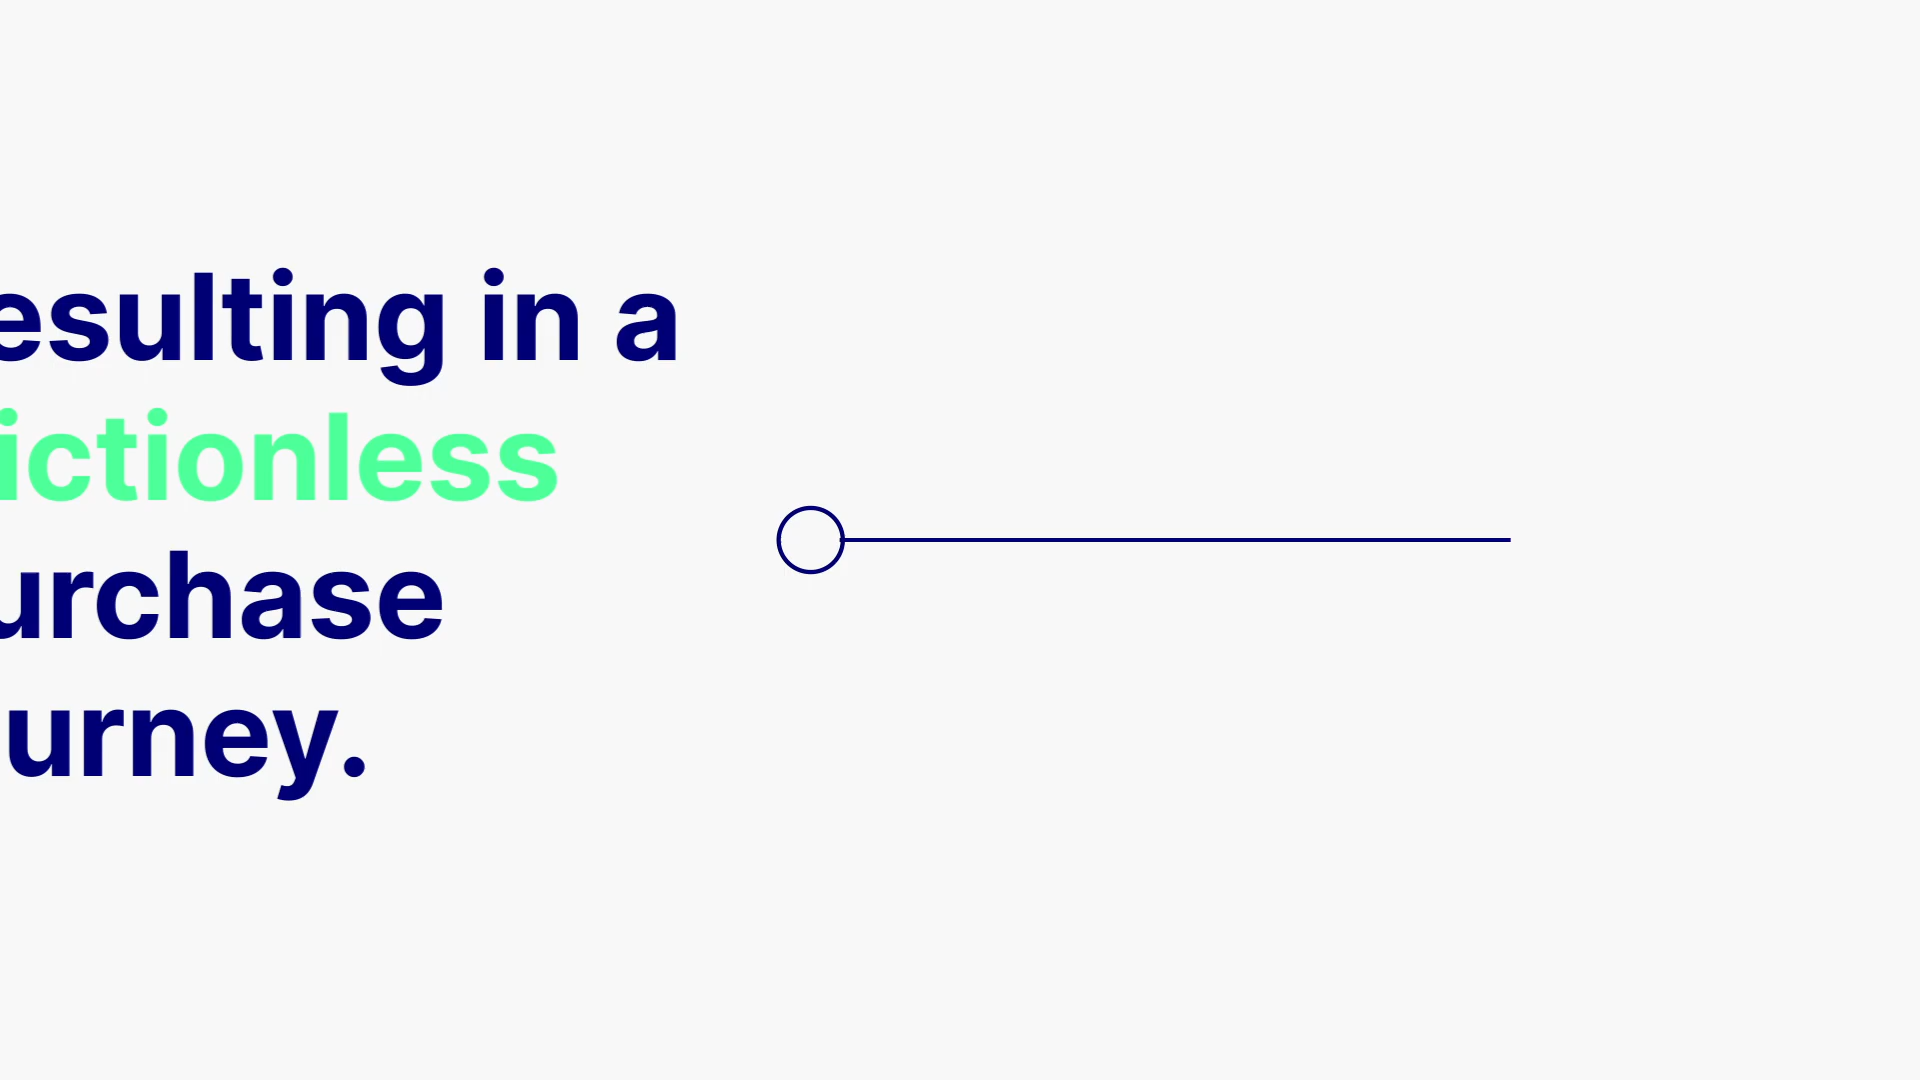 esulting in a
ictionless
urchase
urney.